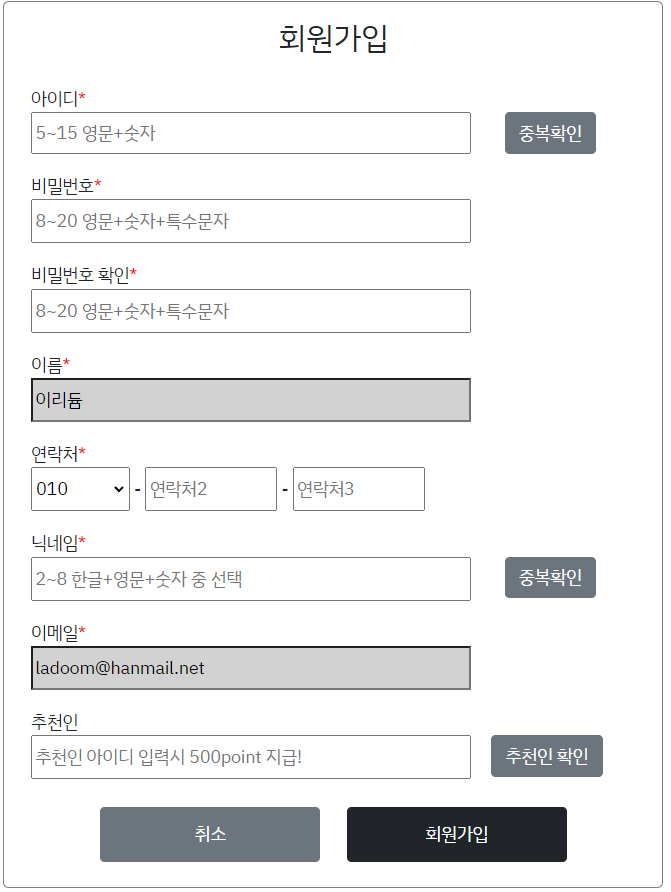 회원가입
아이디*
5~15 영문+숫자 중복확인
비밀번호*
8~20 영문+숫자+특수문자
비밀번호 확인*
8~20 영문+숫자+특수문자
이름*
이리듐
연락처*
010 - 연락처2 - 연락처3
닉네임*
2~8 한글+영문+숫자 중 선택 중복확인
이메일*
ladoom@hanmail.net
추천인
추천인 아이디 입력시 500point 지급! 추천인 확인
취소 회원가입